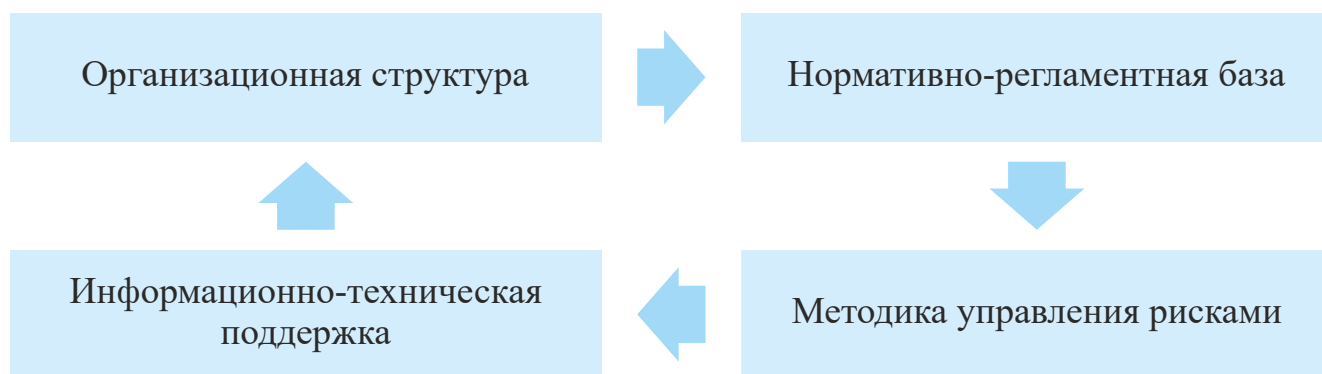 Организационная структура
Нормативно-регламентная база
Информационно-техническая
поддержка
Методика управления рисками